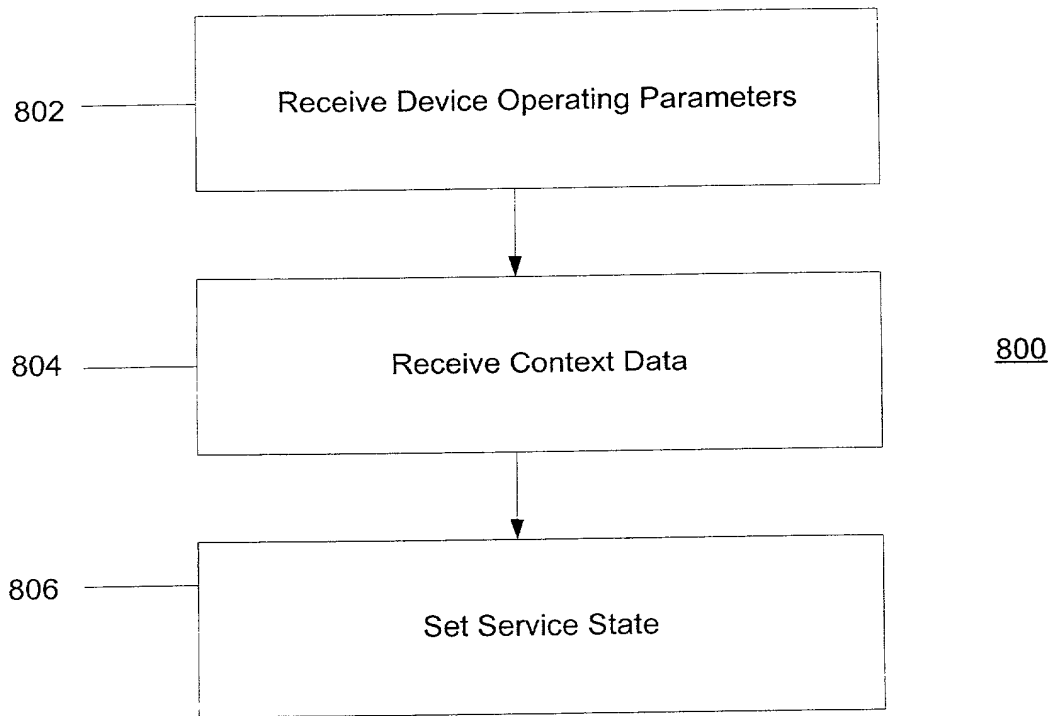 802
Receive Device Operating Parameters
804
Receive Context Data
800
806
Set Service State